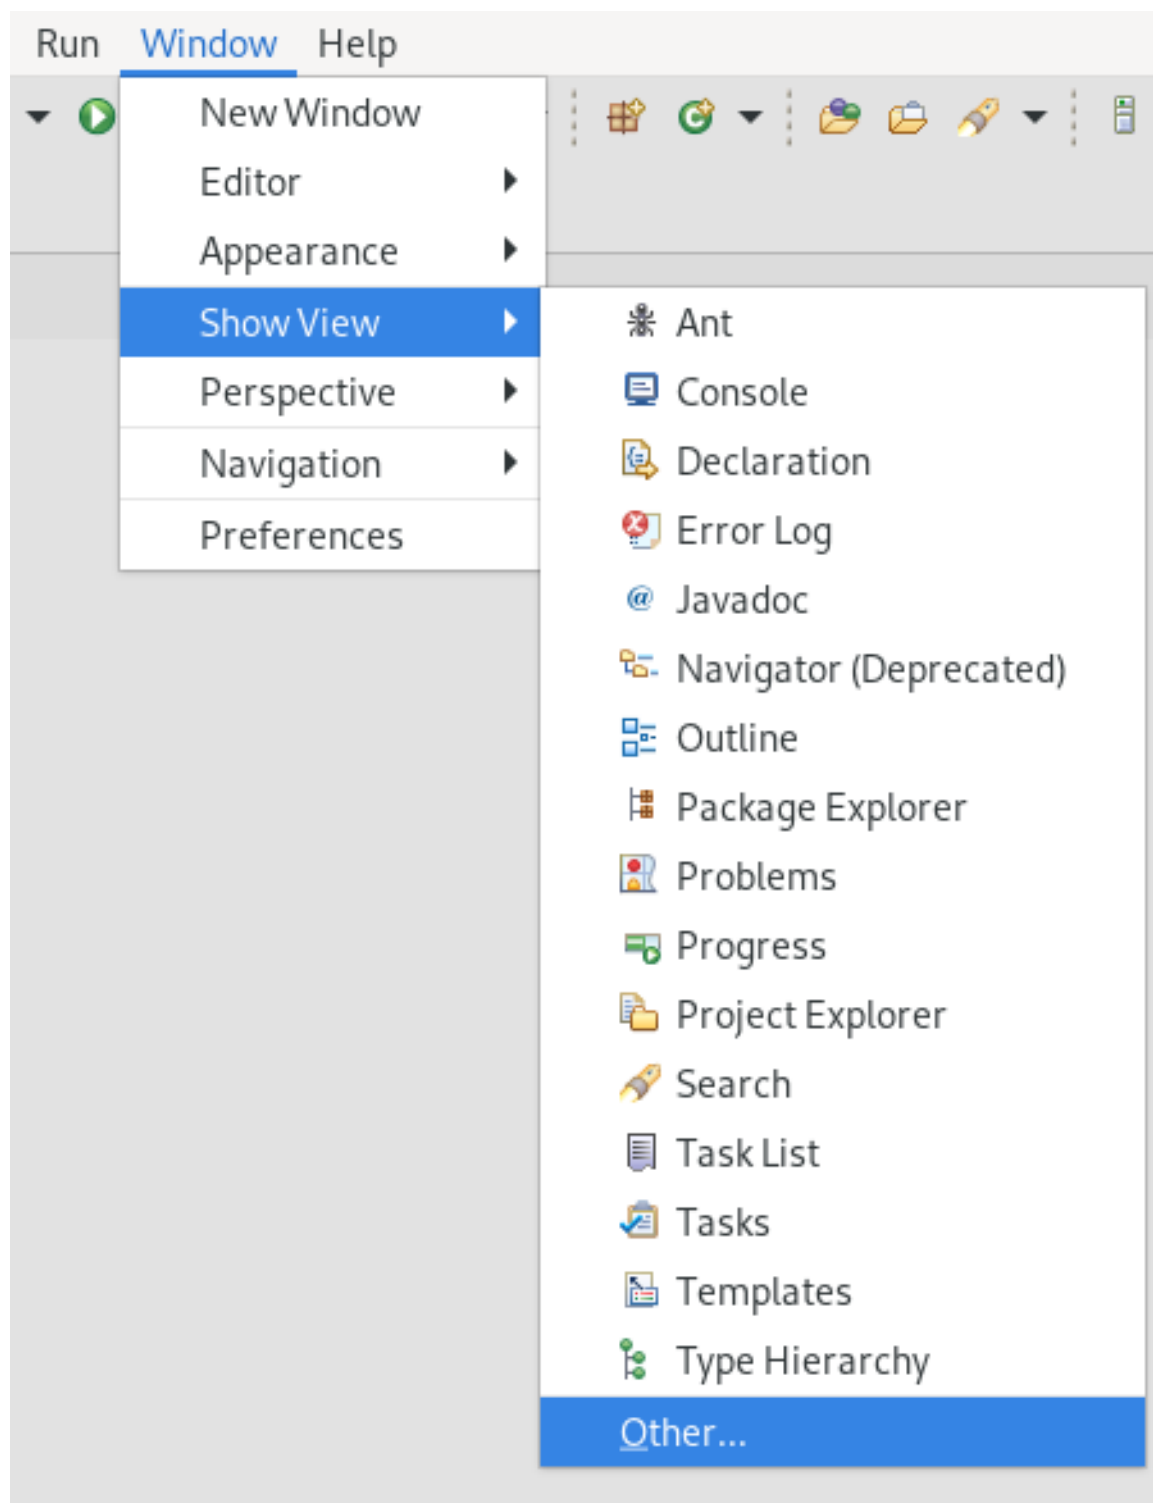 Run Window Help
New Window
Editor
Appearance
Show View
Perspective
Navigation
Preferences
Ant
Console
Declaration
Error Log
Javadoc
Navigator (Deprecated)
Outline
Package Explorer
Problems
Progress
Project Explorer
Search
Task List
Tasks
Templates
Type Hierarchy
Other...